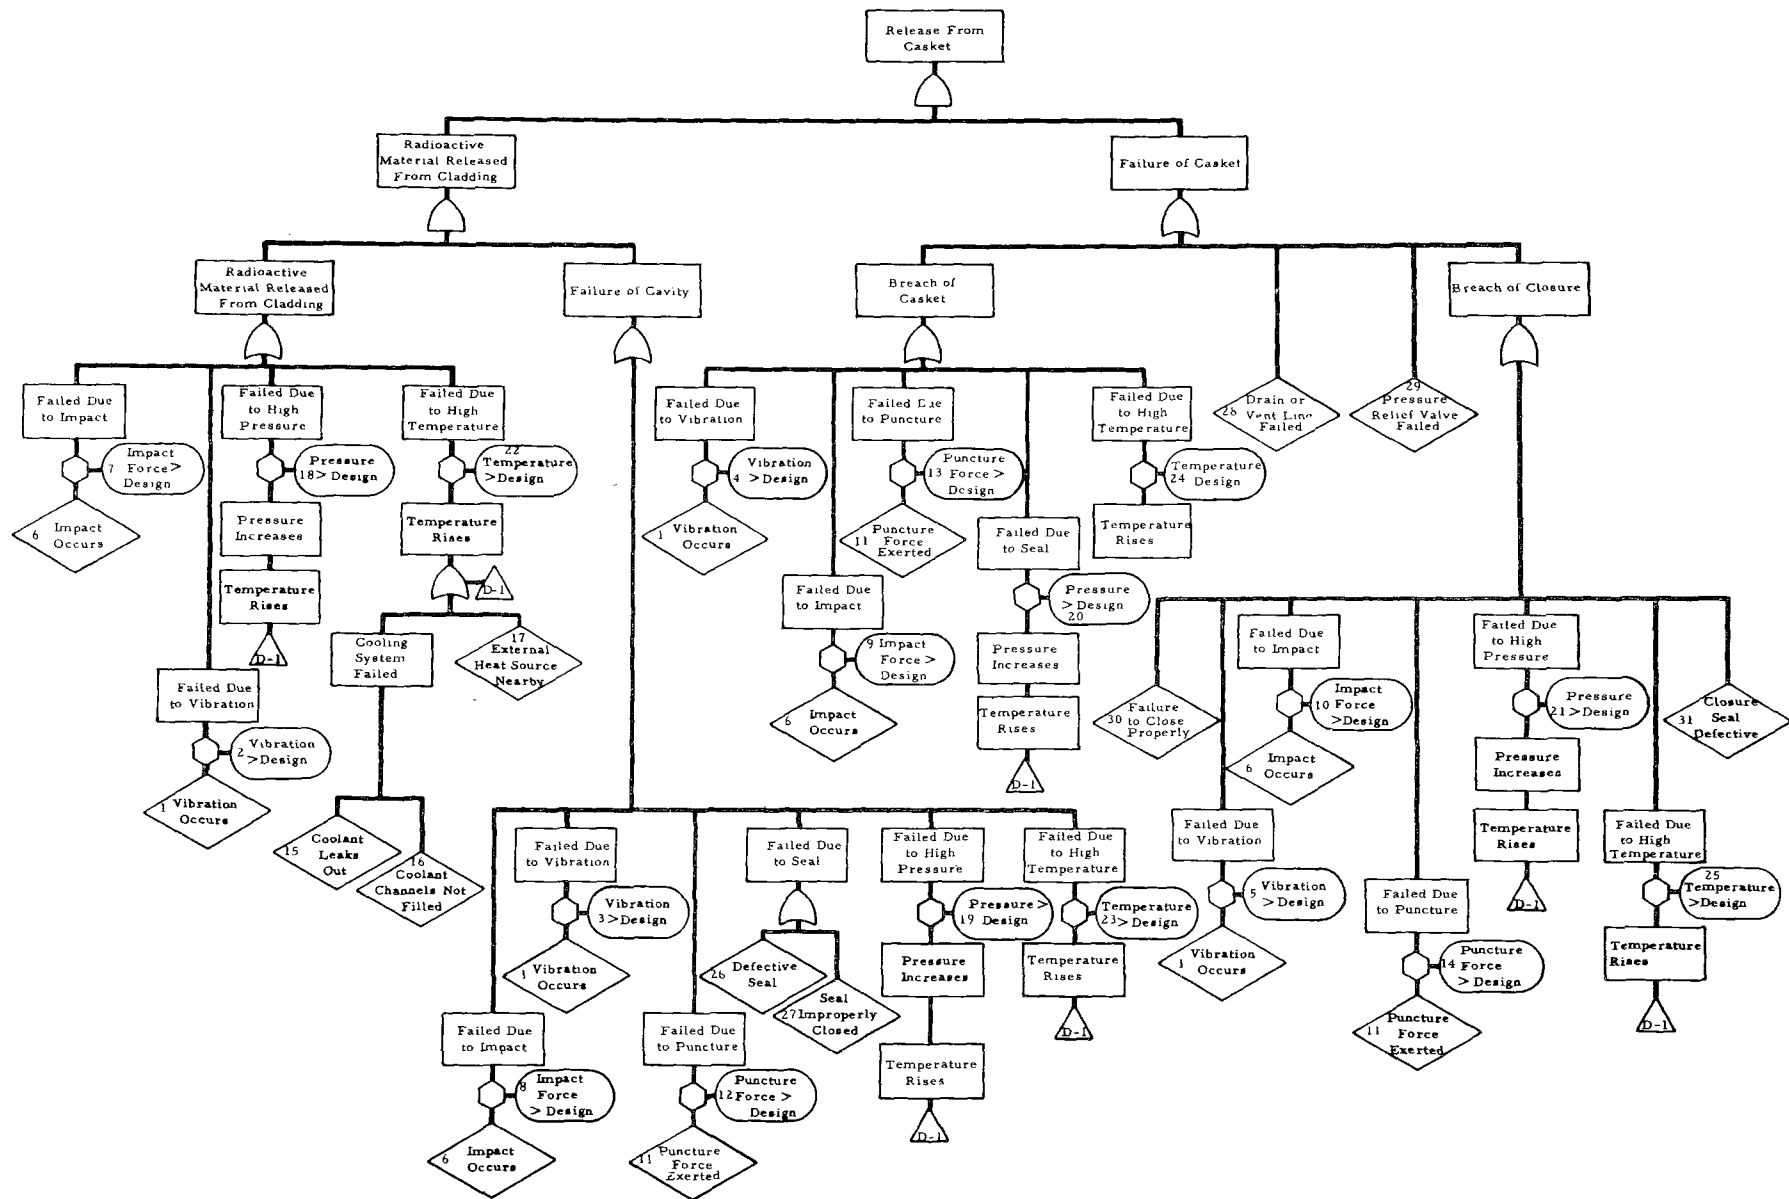 Release From
Casket
Radioactive
Material Released
From Cladding
Failure of Casket
Radioactive
Material Released
From Cladding
Failure of Cavity
Breach of
Casket
Breach of Closure
Failed Due
to Impact
7 Impact
Force >
Design
6 Impact
Occurs
Failed Due
to High
Pressure
Pressure
18 > Design
Pressure
Increases
Temperature
Rises
D-1
Failed Due
to High
Temperature
22
Temperature
> Design
Temperature
Rises
D-1
Cooling
System
Failed
17
External
Heat Source
Nearby
Failed Due
to Vibration
Vibration
2 > Design
1 Vibration
Occurs
15 Coolant
Leaks
Out
16
Coolant
Channels Not
Filled
Failed Due
to Vibration
Vibration
4 > Design
1 Vibration
Occurs
Failed Due
to Puncture
Puncture
13 Force >
Design
11 Puncture
Force
Exerted
Failed Due
to High
Temperature
Temperature
24 Design
Temperature
Rises
28 Drain or
Vent Line
Failed
29
Pressure
Relief Valve
Failed
Failed Due
to Impact
9 Impact
Force >
Design
6 Impact
Occurs
Failed Due
to Seal
Pressure
> Design
20
Pressure
Increases
Temperature
Rises
D-1
Failure
30 to Close
Properly
Failed Due
to Impact
Impact
10 Force
> Design
6 Impact
Occurs
Failed Due
to High
Pressure
Pressure
21 > Design
Pressure
Increases
Temperature
Rises
D-1
Closure
31 Seal
Defective
Failed Due
to Vibration
5 Vibration
> Design
1 Vibration
Occurs
Failed Due
to Puncture
Puncture
14 Force
> Design
11 Puncture
Force
Exerted
Failed Due
to High
Temperature
25
Temperature
> Design
Temperature
Rises
D-1
Failed Due
to Vibration
Vibration
3 > Design
1 Vibration
Occurs
Failed Due
to Seal
26 Defective
Seal
Seal
27 Improperly
Closed
Failed Due
to High
Pressure
Pressure >
19 Design
Pressure
Increases
Temperature
Rises
D-1
Failed Due
to High
Temperature
Temperature
23 > Design
Temperature
Rises
D-1
Failed Due
to Impact
8 Impact
Force
> Design
6 Impact
Occurs
Failed Due
to Puncture
Puncture
12 Force >
Design
11 Puncture
Force
Exerted